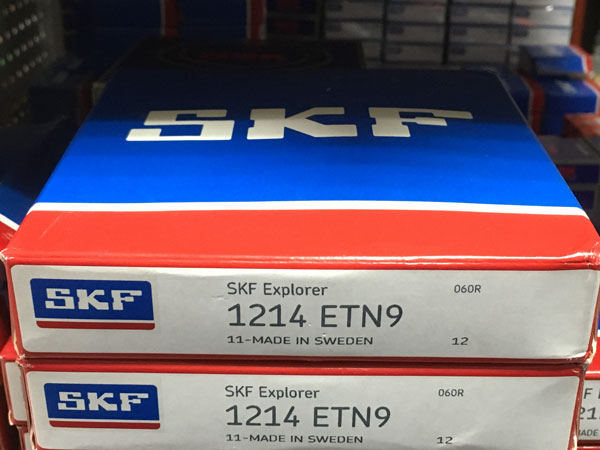 SKF
SKF
SKF Explorer
060R
1214 ETN9
11-MADE IN SWEDEN
12
SKF
SKF Explorer
060R
1214 ETN9
11-MADE IN SWEDEN
12